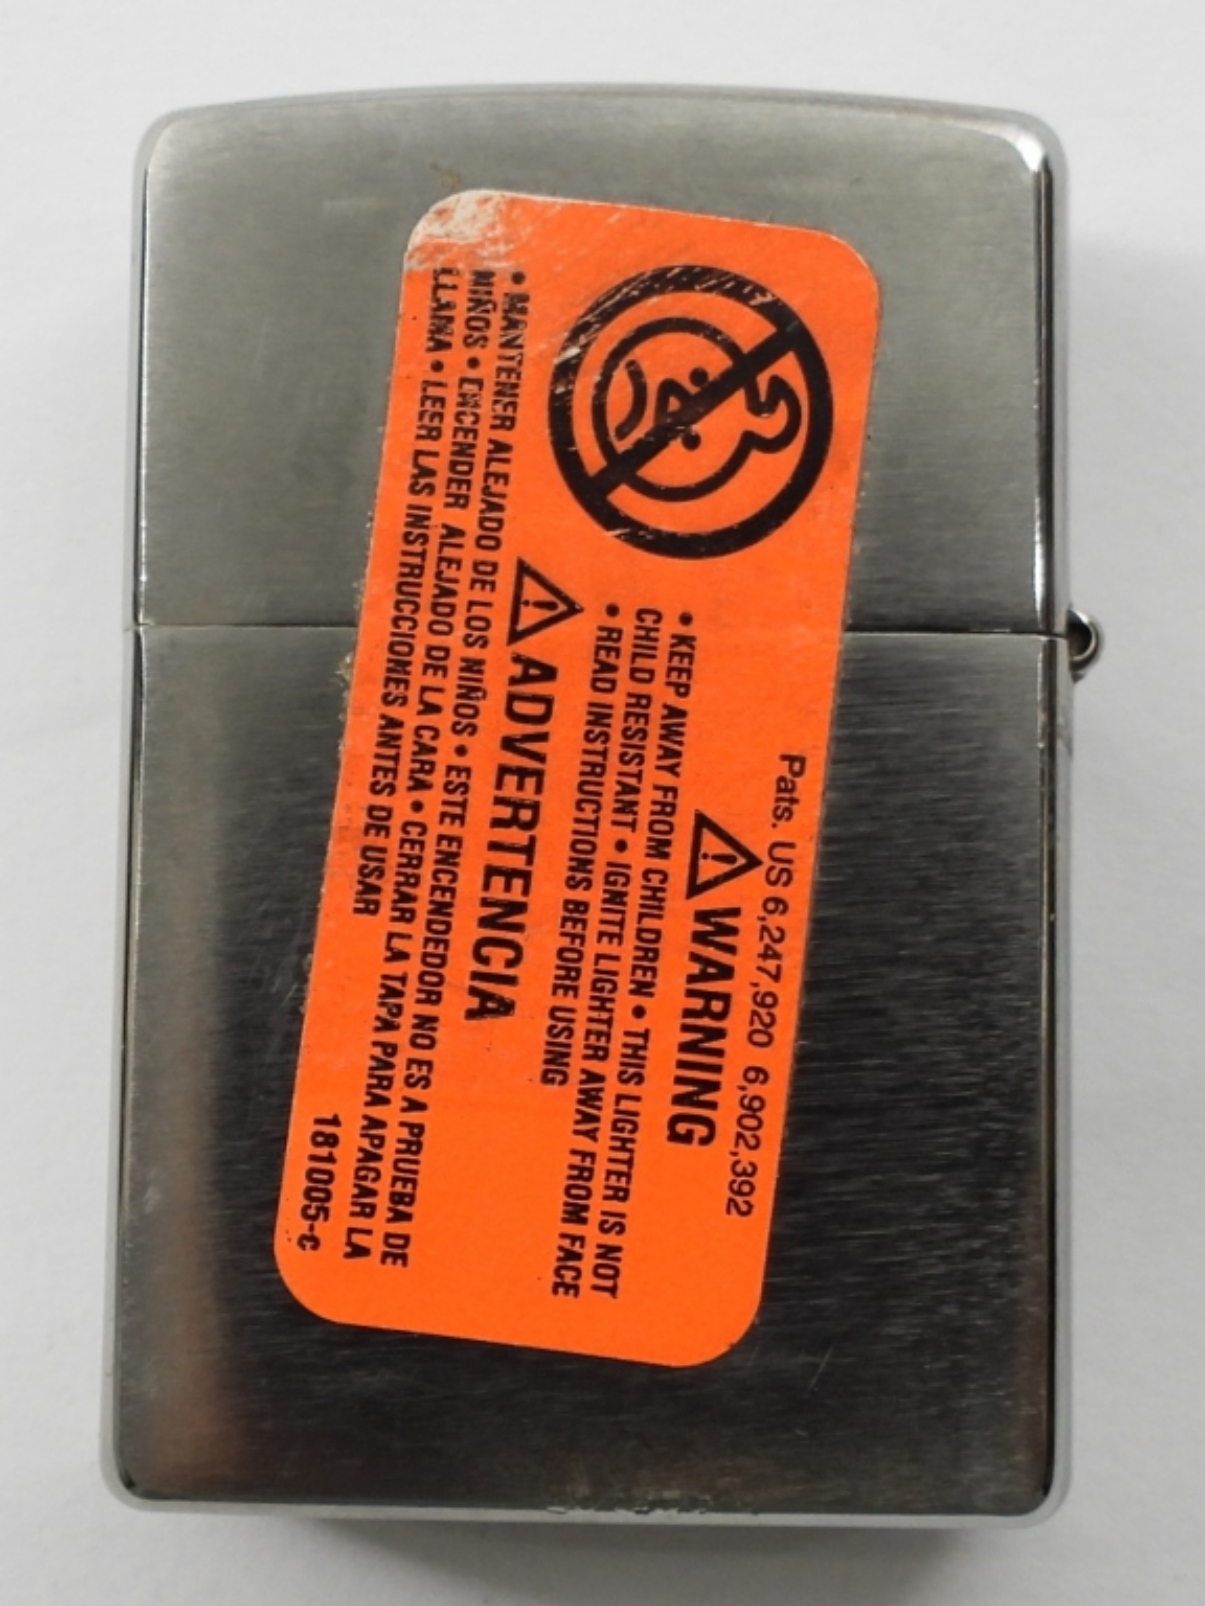 Pats. US 6,247,920 6,902,392
WARNING
• KEEP AWAY FROM CHILDREN • THIS LIGHTER IS NOT
CHILD RESISTANT • IGNITE LIGHTER AWAY FROM FACE
• READ INSTRUCTIONS BEFORE USING
ADVERTENCIA
• MANTENER ALEJADO DE LOS NIÑOS • ESTE ENCENDEDOR NO ES A PRUEBA DE
NIÑOS • ENCENDER ALEJADO DE LA CARA • CERRAR LA TAPA PARA APAGAR LA
LLAMA • LEER LAS INSTRUCCIONES ANTES DE USAR
181005-C